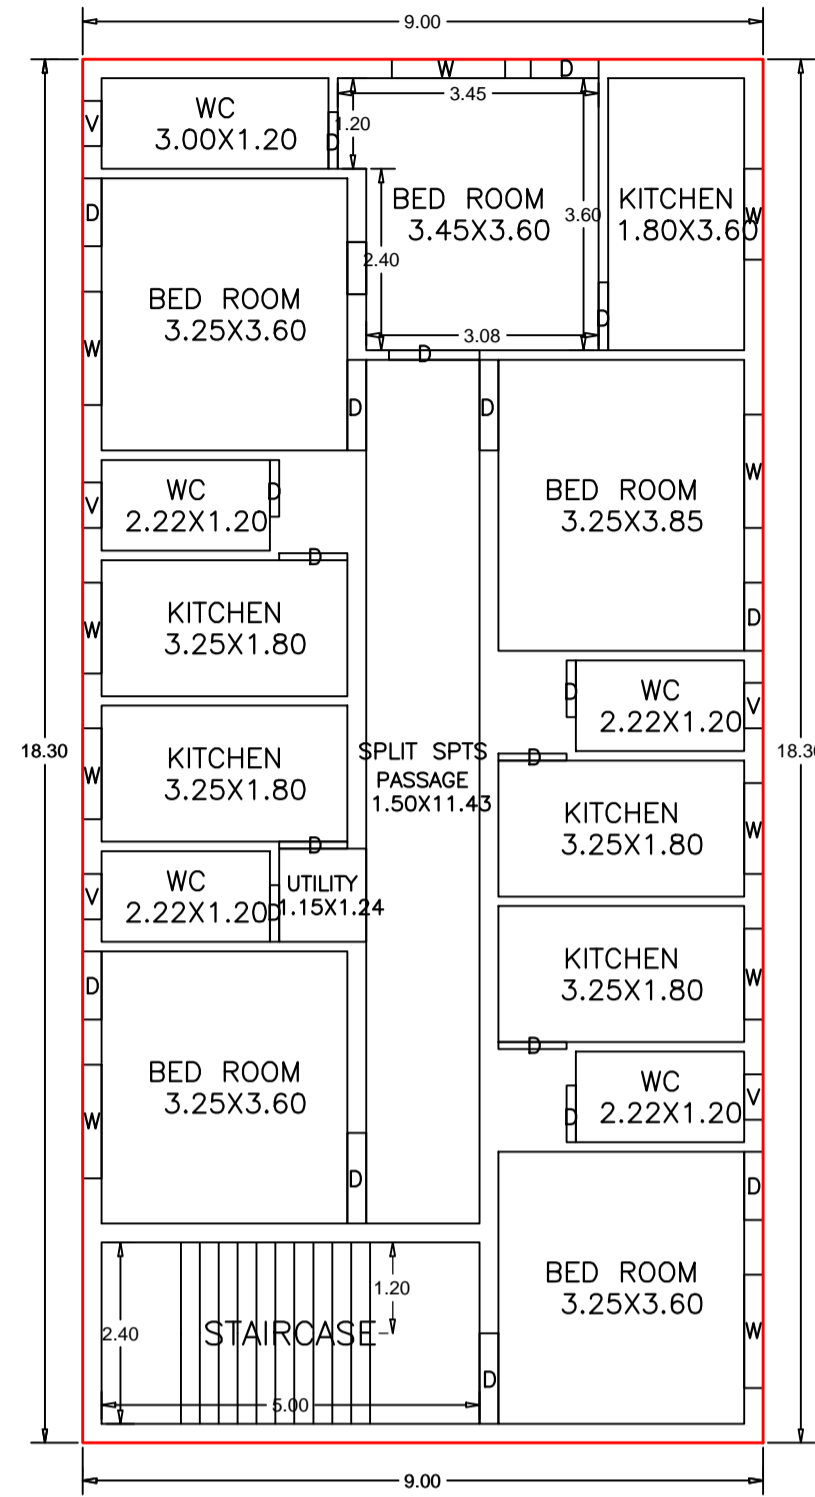 9.00
W
D
3.45
V
WC
3.00X1.20
D
1.20
D
BED ROOM
3.45X3.60
3.60
KITCHEN
1.80X3.60
W
2.40
BED ROOM
3.25X3.60
W
D
3.08
D
D
D
W
V
WC
2.22X1.20
D
BED ROOM
3.25X3.85
D
W
KITCHEN
3.25X1.80
D
D
WC
2.22X1.20
V
18.30
SPLIT SPTS
PASSAGE
1.50X11.43
18.30
W
KITCHEN
3.25X1.80
D
D
KITCHEN
3.25X1.80
W
V
WC
2.22X1.20
D
UTILITY
1.15X1.24
D
KITCHEN
3.25X1.80
W
D
BED ROOM
3.25X3.60
W
D
WC
2.22X1.20
V
D
D
BED ROOM
3.25X3.60
W
1.20
2.40
STAIRCASE
D
5.00
9.00